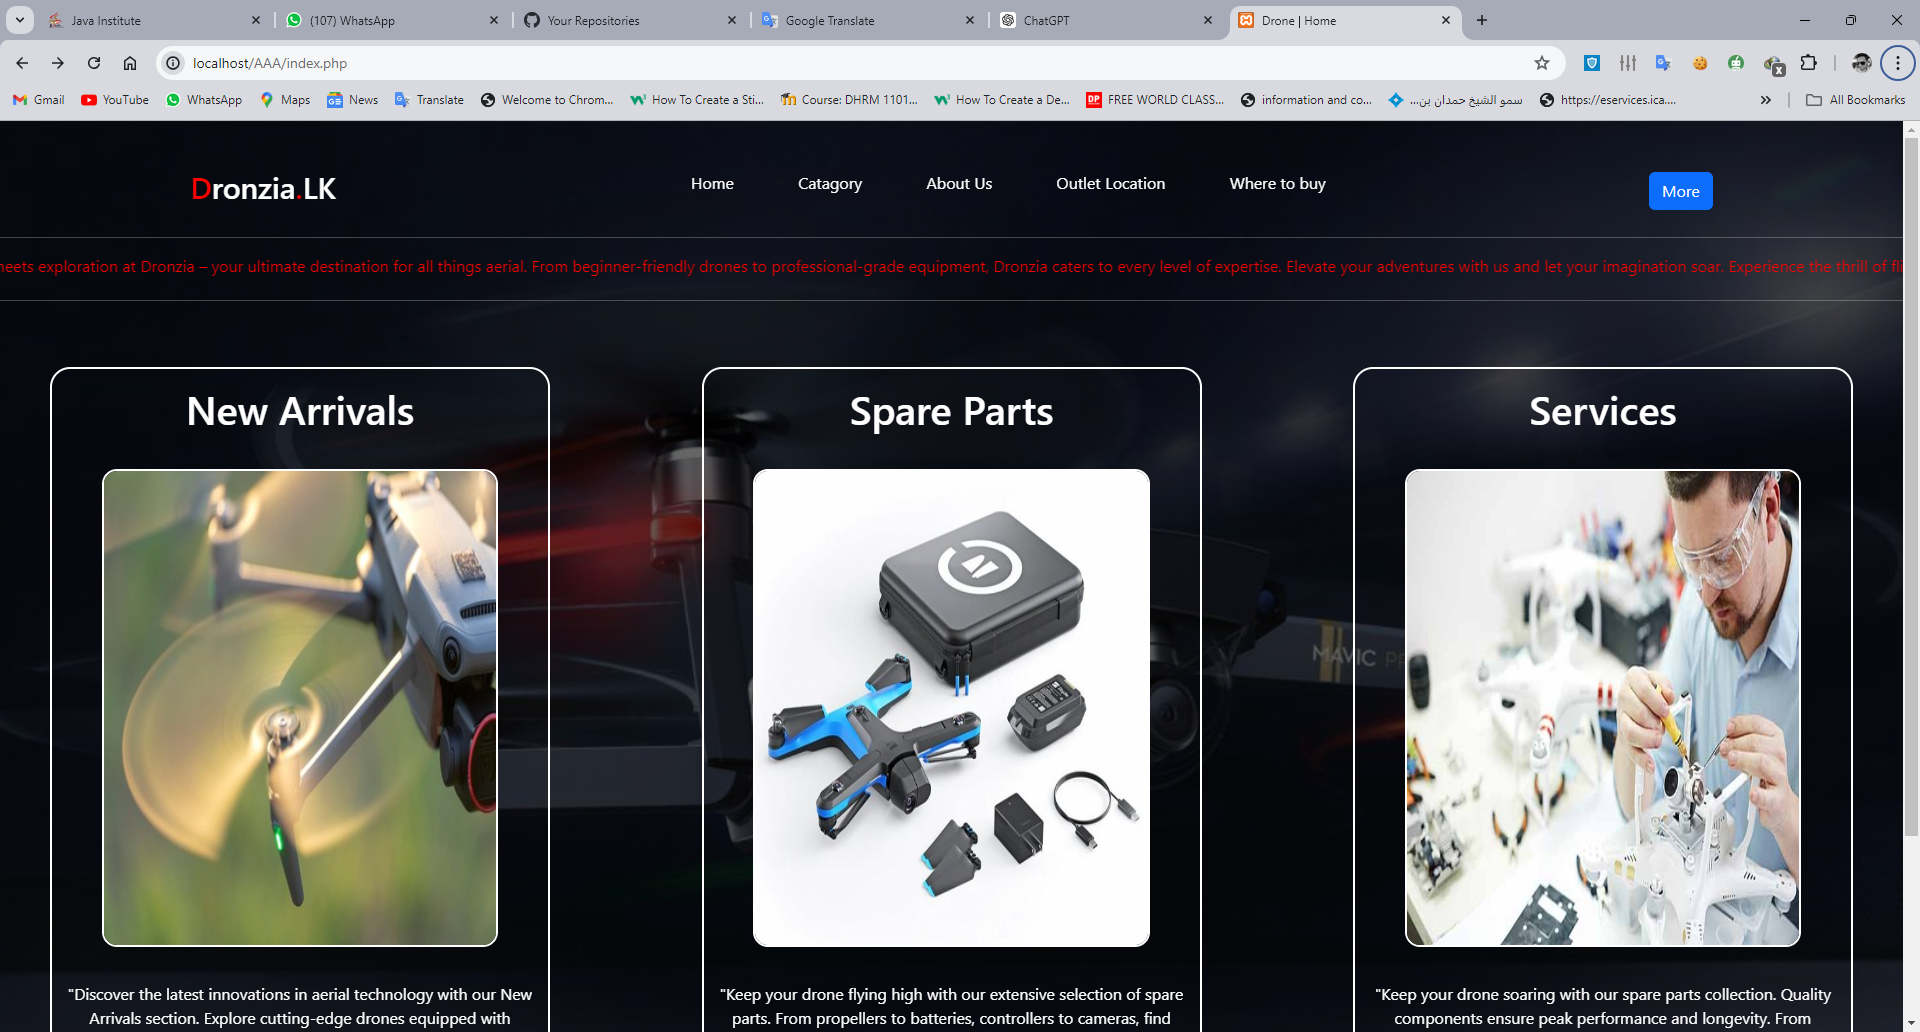 Java Institute
(107) WhatsApp
Your Repositories
Google Translate
ChatGPT
Drone | Home
localhost/AAA/index.php
Gmail
YouTube
WhatsApp
Maps
News
Translate
Welcome to Chrom...
How To Create a Sti...
Course: DHRM 1101...
How To Create a De...
DP
FREE WORLD CLASS...
information and co...
سمو الشيخ حمدان بن...
https://eservices.ica....
All Bookmarks
Dronzia.LK
Home
Catagory
About Us
Outlet Location
Where to buy
More
exploration at Dronzia – your ultimate destination for all things aerial. From beginner-friendly drones to professional-grade equipment, Dronzia caters to every level of expertise. Elevate your adventures with us and let your imagination soar. Experience the thrill of
New Arrivals
"Discover the latest innovations in aerial technology with our New
Arrivals section. Explore cutting-edge drones equipped with
Spare Parts
"Keep your drone flying high with our extensive selection of spare
parts. From propellers to batteries, controllers to cameras, find
Services
"Keep your drone soaring with our spare parts collection. Quality
components ensure peak performance and longevity. From
MAVIC